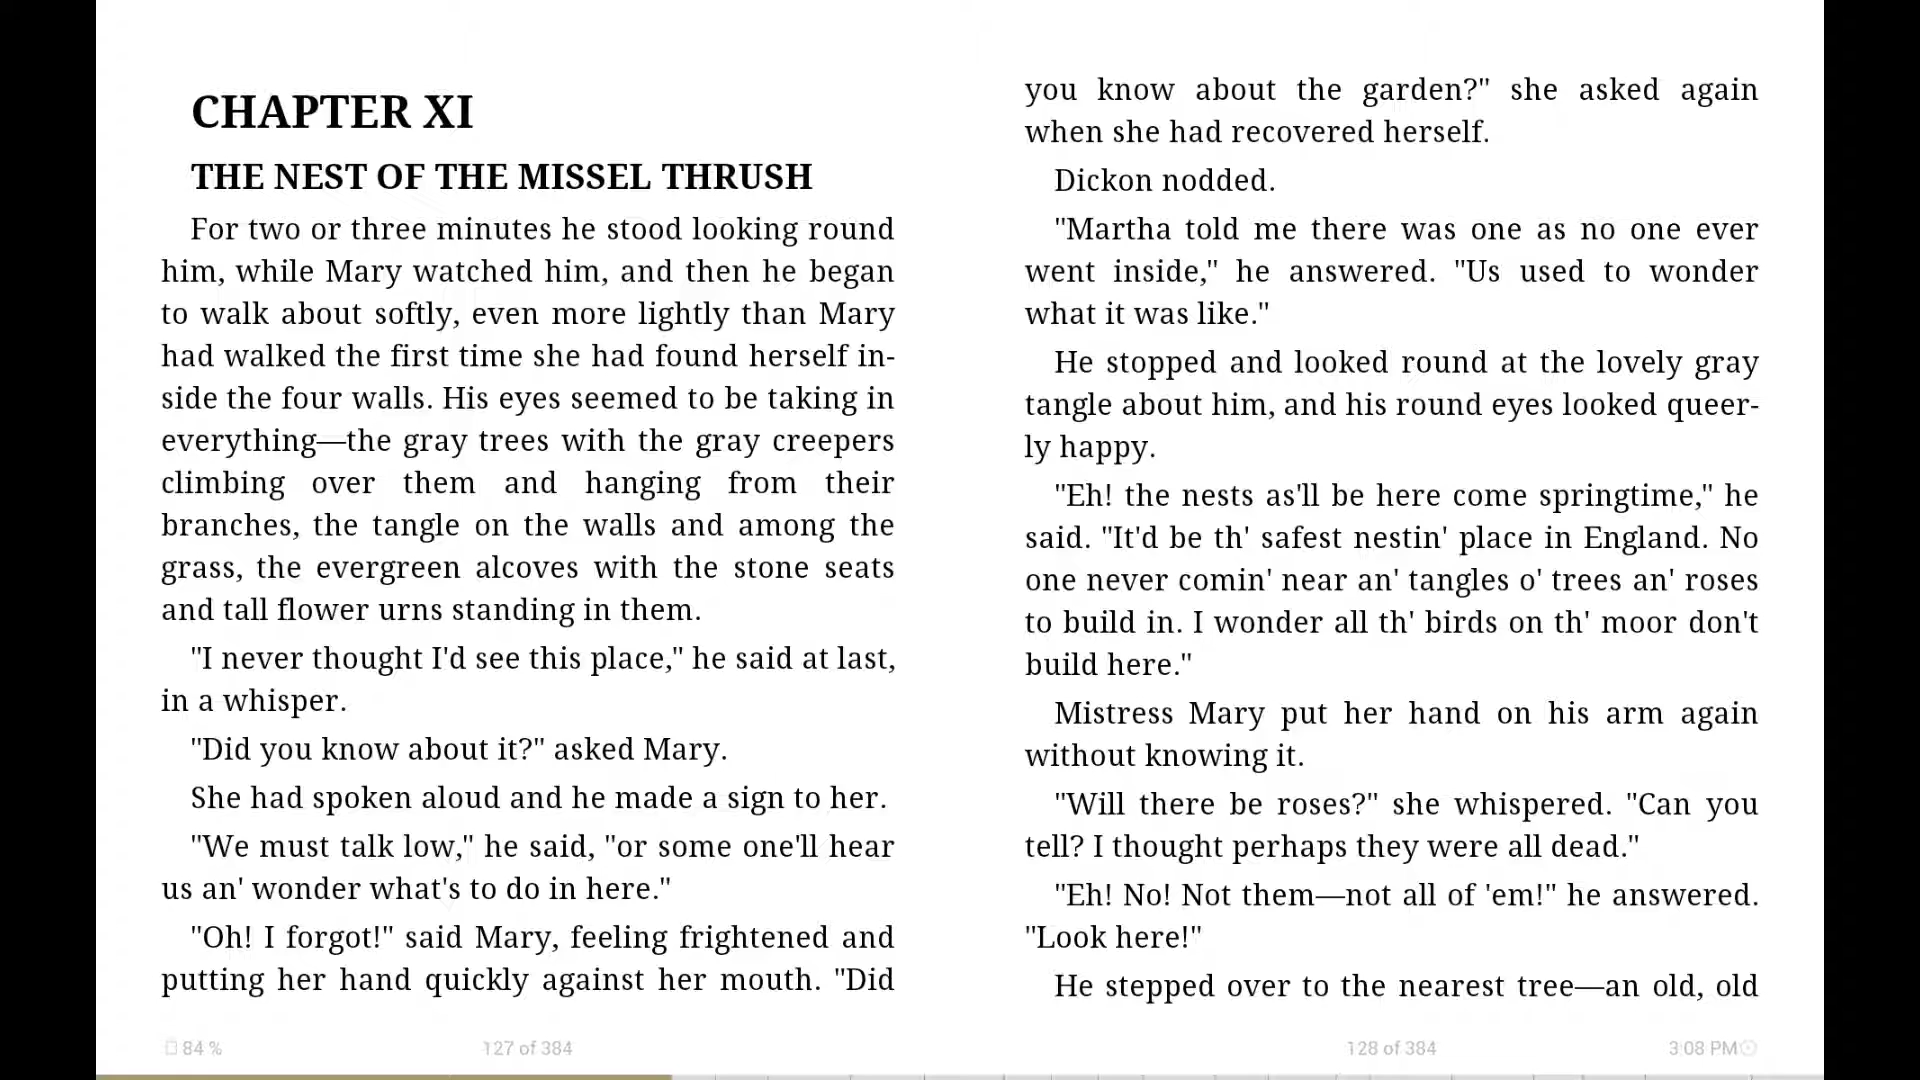 CHAPTER XI
THE NEST OF THE MISSEL THRUSH
For two or three minutes he stood looking round
him, while Mary watched him, and then he began
to walk about softly, even more lightly than Mary
had walked the first time she had found herself in-
side the four walls. His eyes seemed to be taking in
everything—the gray trees with the gray creepers
climbing over them and hanging from their
branches, the tangle on the walls and among the
grass, the evergreen alcoves with the stone seats
and tall flower urns standing in them.
"I never thought I'd see this place," he said at last,
in a whisper.
"Did you know about it?" asked Mary.
She had spoken aloud and he made a sign to her.
"We must talk low," he said, "or some one'll hear
us an' wonder what's to do in here."
"Oh! I forgot!" said Mary, feeling frightened and
putting her hand quickly against her mouth. "Did
84 %
127 of 384
you know about the garden?" she asked again
when she had recovered herself.
Dickon nodded.
"Martha told me there was one as no one ever
went inside," he answered. "Us used to wonder
what it was like."
He stopped and looked round at the lovely gray
tangle about him, and his round eyes looked queer-
ly happy.
"Eh! the nests as'll be here come springtime," he
said. "It'd be th' safest nestin' place in England. No
one never comin' near an' tangles o' trees an' roses
to build in. I wonder all th' birds on th' moor don't
build here."
Mistress Mary put her hand on his arm again
without knowing it.
"Will there be roses?" she whispered. "Can you
tell? I thought perhaps they were all dead."
"Eh! No! Not them—not all of 'em!" he answered.
"Look here!"
He stepped over to the nearest tree—an old, old
128 of 384
3:08 PM